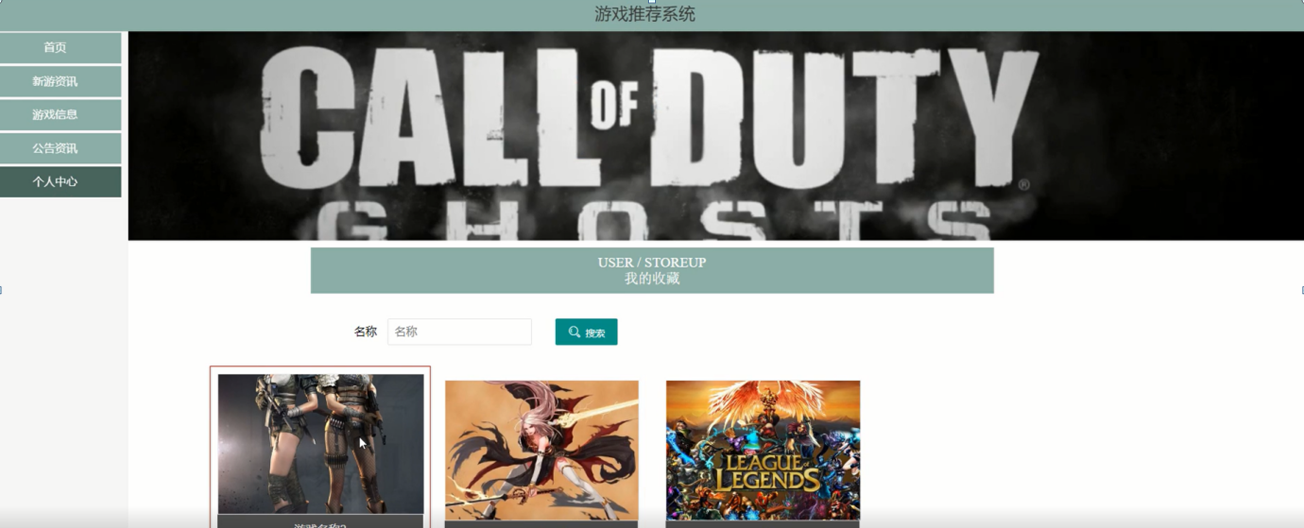 游戏推荐系统
首页
新游资讯
游戏信息
公告资讯
个人中心
CALL OF DUTY
GHOSTS
USER / STOREUP
我的收藏
名称
名称
搜索
LEAGUE of
LEGENDS